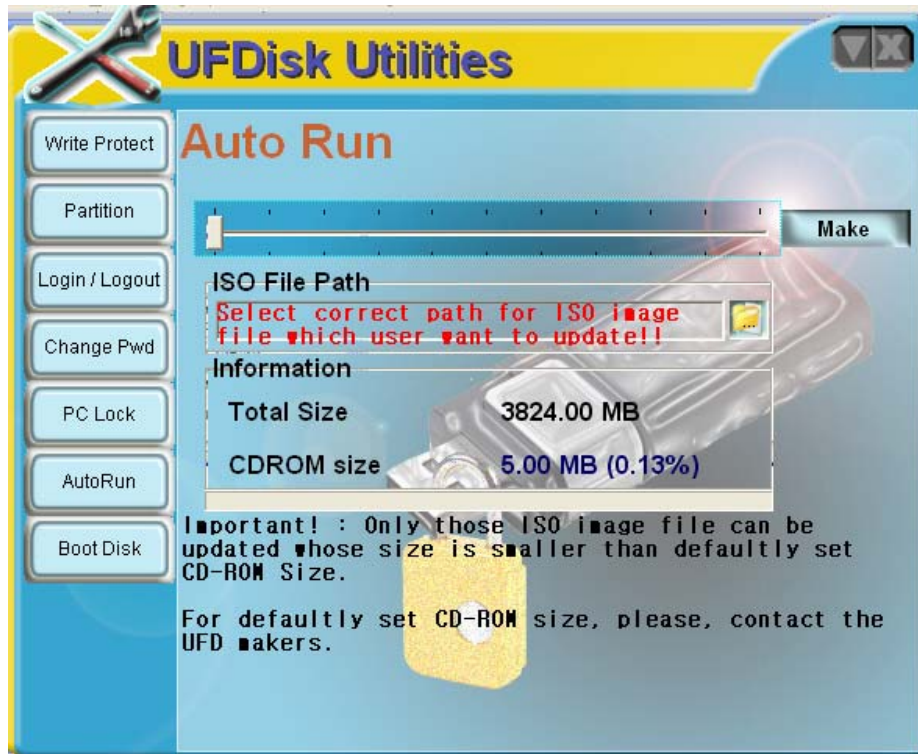 UFDisk Utilities
Write Protect
Partition
Login / Logout
Change Pwd
PC Lock
AutoRun
Boot Disk
Auto Run
Make
ISO File Path
Select correct path for ISO image
file which user want to update!!
Information
Total Size 3824.00 MB
CDROM size 5.00 MB (0.13%)
Important! : Only those ISO image file can be
updated whose size is smaller than defaultly set
CD-ROM Size.
For defaultly set CD-ROM size, please, contact the
UFD makers.